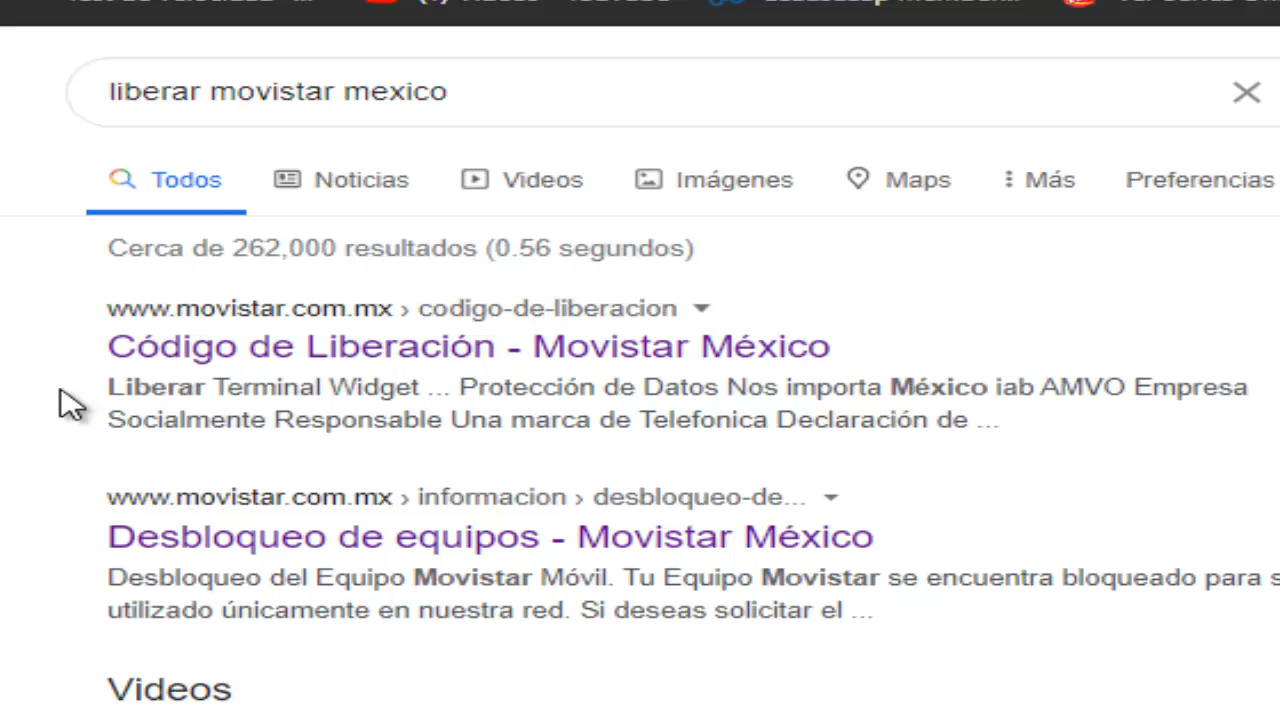 liberar movistar mexico
Todos Noticias Videos Imágenes Maps Más Preferencias
Cerca de 262,000 resultados (0.56 segundos)
www.movistar.com.mx › codigo-de-liberacion
Código de Liberación - Movistar México
Liberar Terminal Widget ... Protección de Datos Nos importa México iab AMVO Empresa
Socialmente Responsable Una marca de Telefonica Declaración de ...
www.movistar.com.mx › informacion › desbloqueo-de...
Desbloqueo de equipos - Movistar México
Desbloqueo del Equipo Movistar Móvil. Tu Equipo Movistar se encuentra bloqueado para s
utilizado únicamente en nuestra red. Si deseas solicitar el ...
Videos